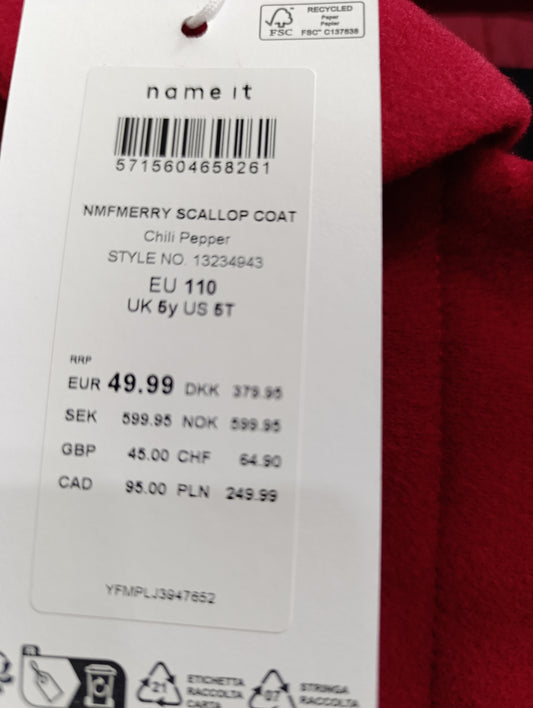 RECYCLED
Paper
Papier
FSC
FSC™ C137538
name it
5715604658261
NMFMERRY SCALLOP COAT
Chili Pepper
STYLE NO. 13234943
EU 110
UK 5y US 5T
RRP
EUR 49.99 DKK 379.95
SEK 599.95 NOK 599.95
GBP 45.00 CHF 64.90
CAD 95.00 PLN 249.99
YFMPLJ3947652
21
ETICHETTA
RACCOLTA
CARTA
07
STRINGA
RACCOLTA